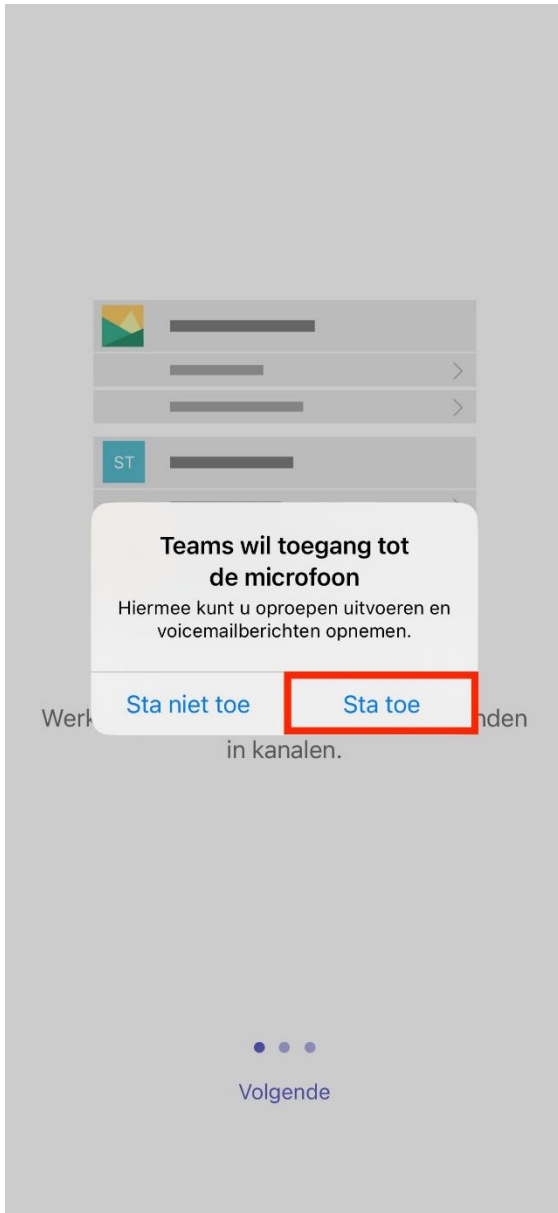 ST
Teams wil toegang tot
de microfoon
Hiermee kunt u oproepen uitvoeren en
voicemailberichten opnemen.
Sta niet toe
Sta toe
in kanalen.
Volgende